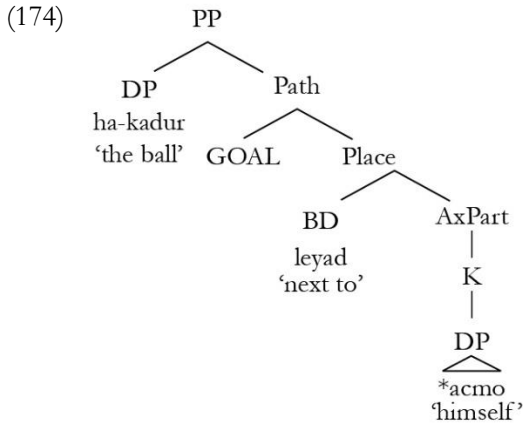 (174)
PP
DP
Path
ha-kadur
‘the ball’
GOAL
Place
BD
AxPart
leyad
‘next to’
K
DP
*acmo
‘himself’